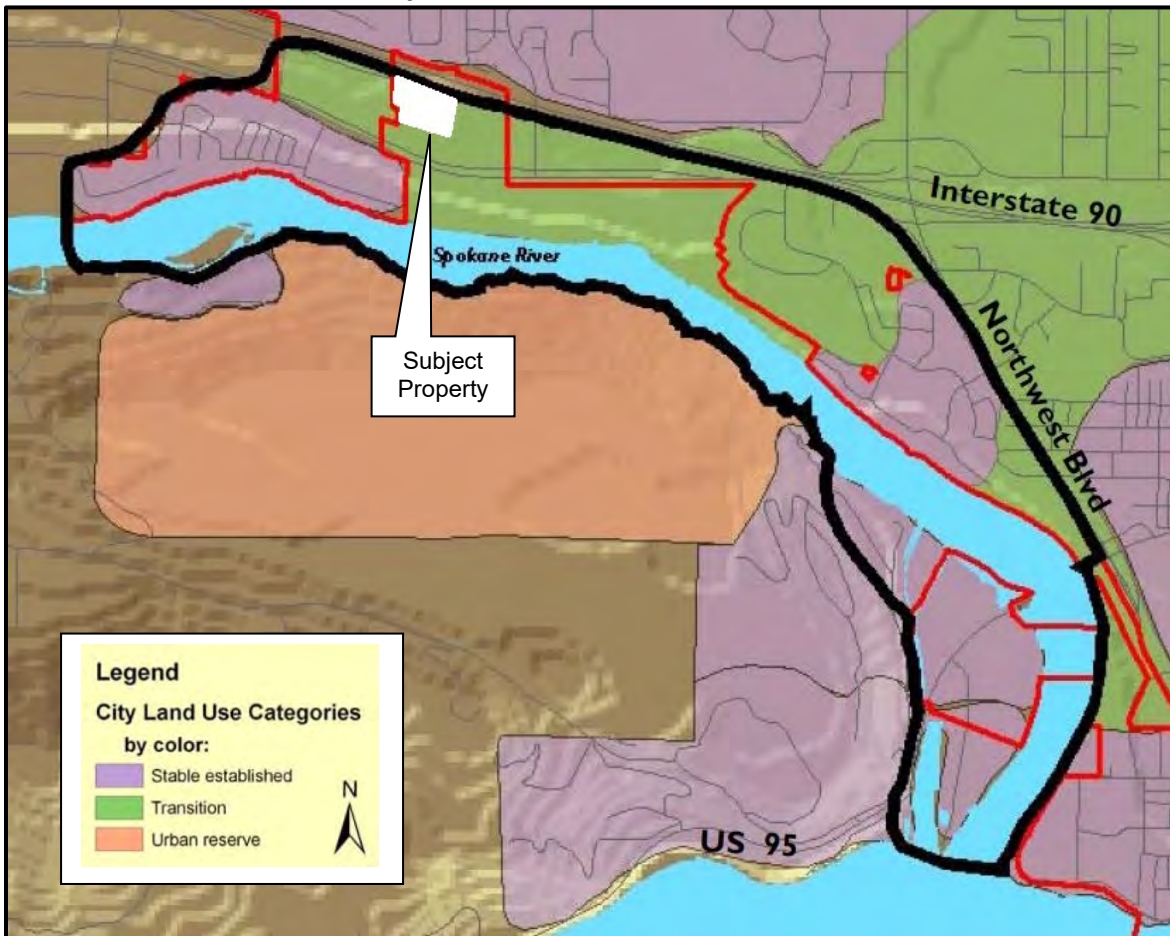 Interstate 90
Spokane River
Northwest Blvd
Subject
Property
Legend
City Land Use Categories
by color:
Stable established
Transition
Urban reserve
N
US 95